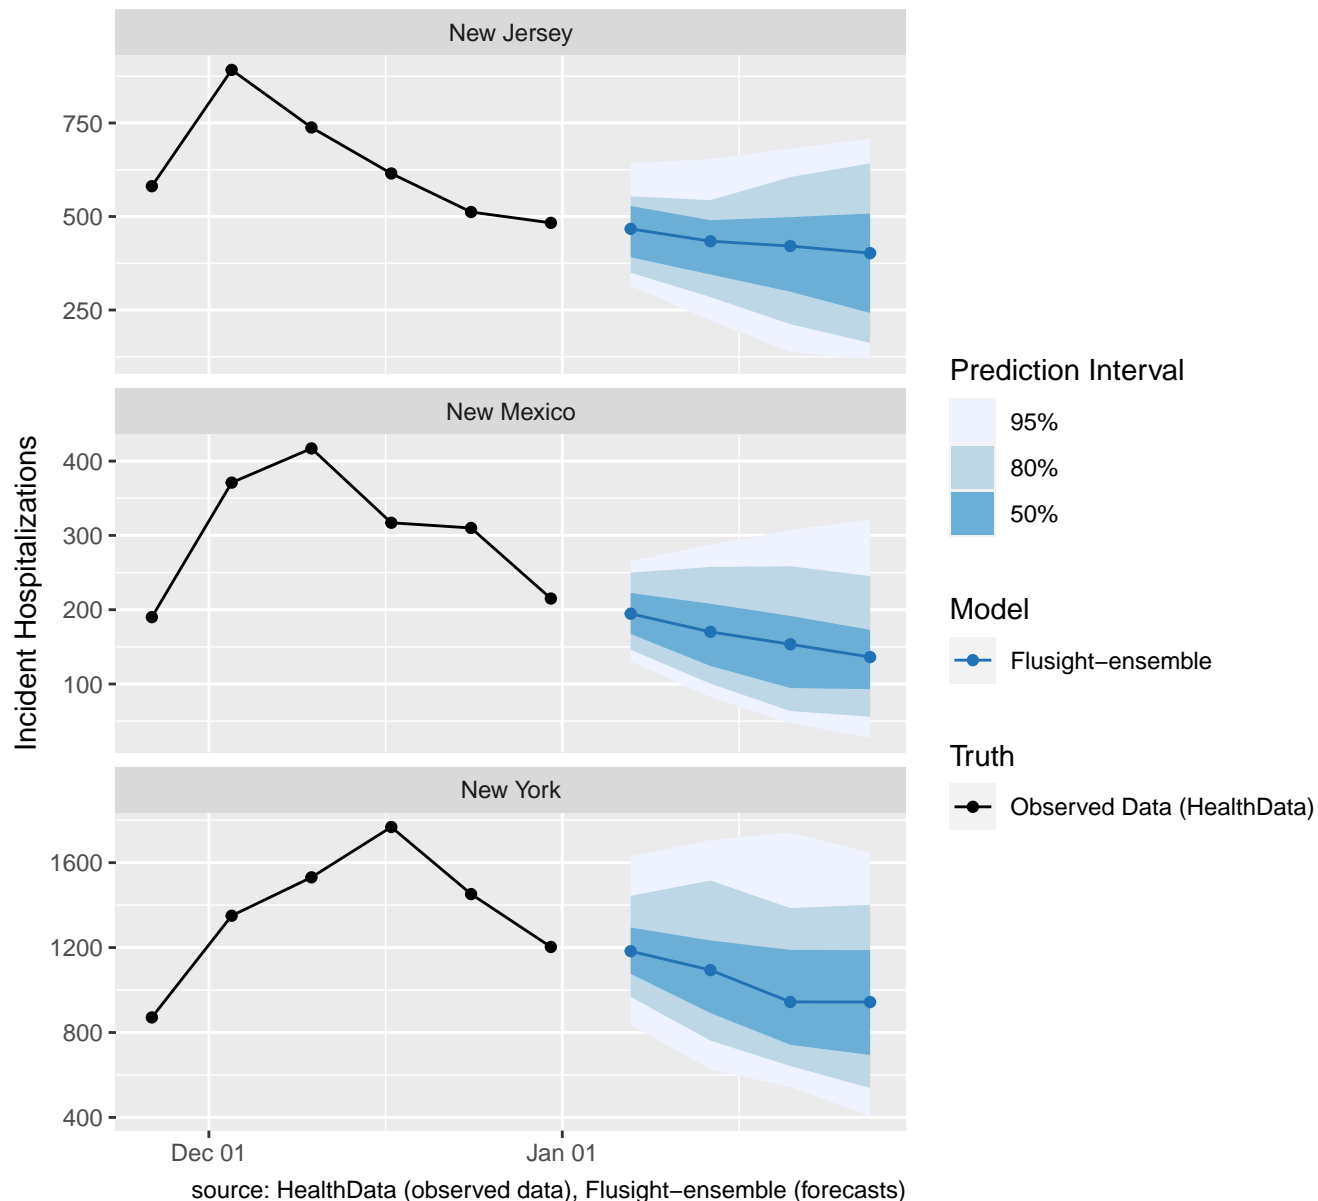 New Jersey
750
500
250
New Mexico
400
300
200
100
New York
1600
1200
800
400
Dec 01
Jan 01
Incident Hospitalizations
source: HealthData (observed data), Flusight−ensemble (forecasts)
Prediction Interval
95%
80%
50%
Model
Flusight−ensemble
Truth
Observed Data (HealthData)